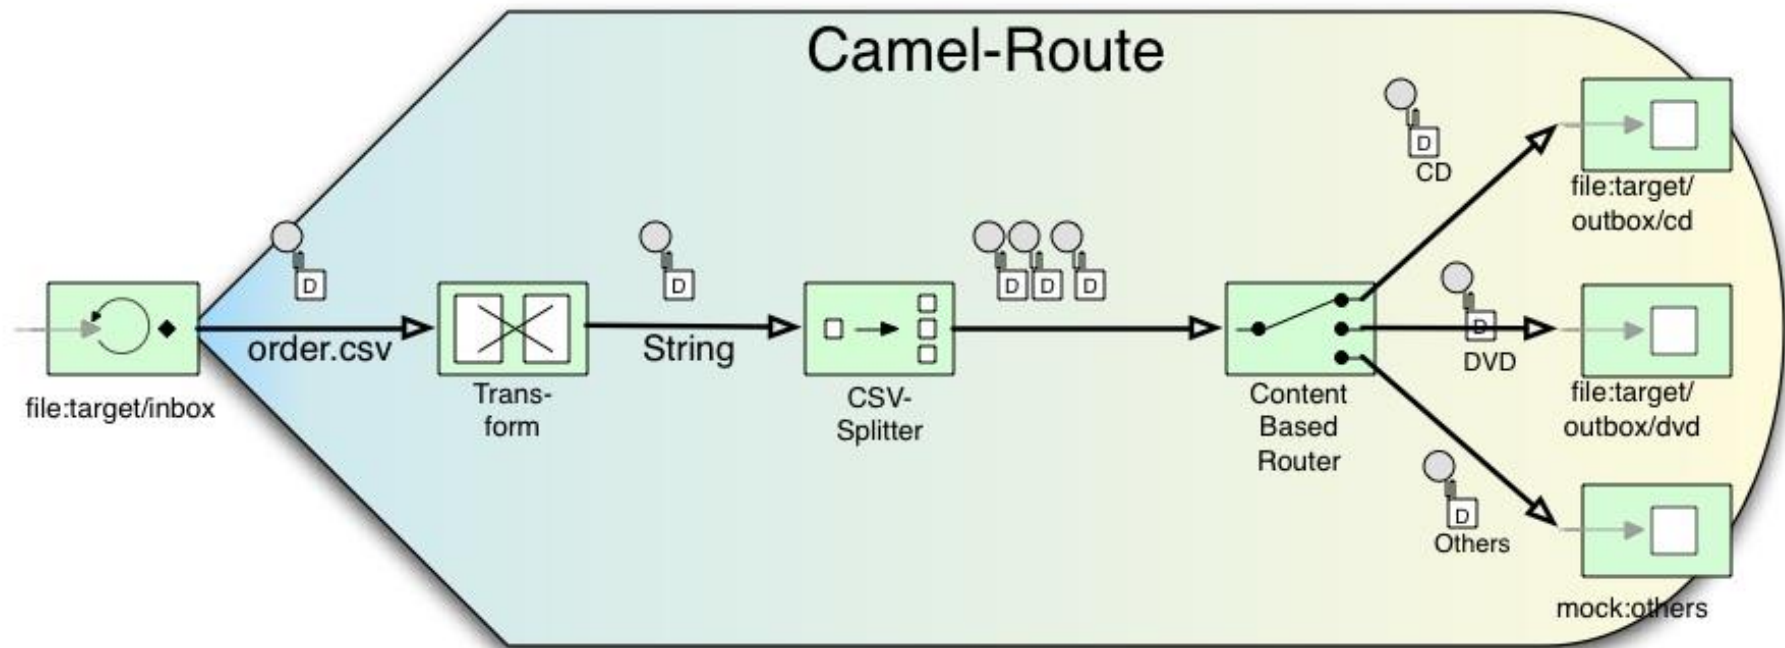 Camel-Route
D
CD
file:target/
outbox/cd
D
order.csv
file:target/inbox
Trans-
form
D
String
CSV-
Splitter
D D D
Content
Based
Router
D
DVD
file:target/
outbox/dvd
D
Others
mock:others